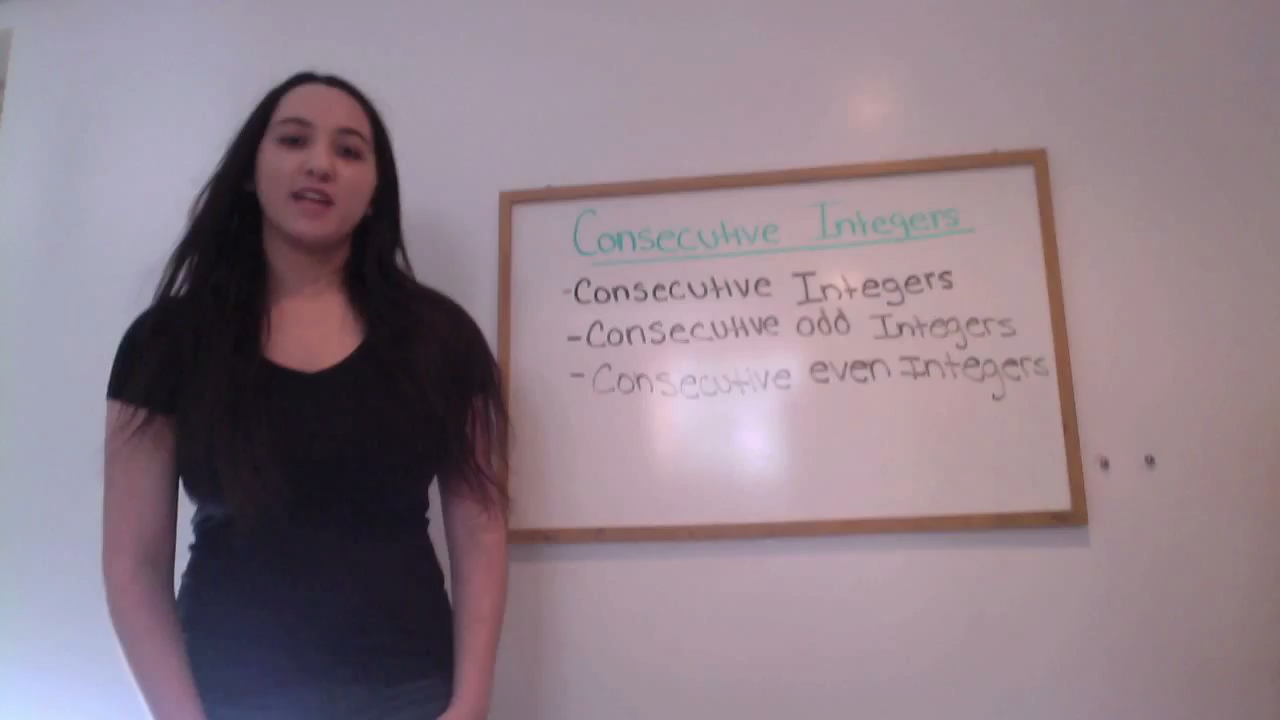 Consecutive Integers
-Consecutive Integers
-Consecutive odd Integers
-Consecutive even Integers